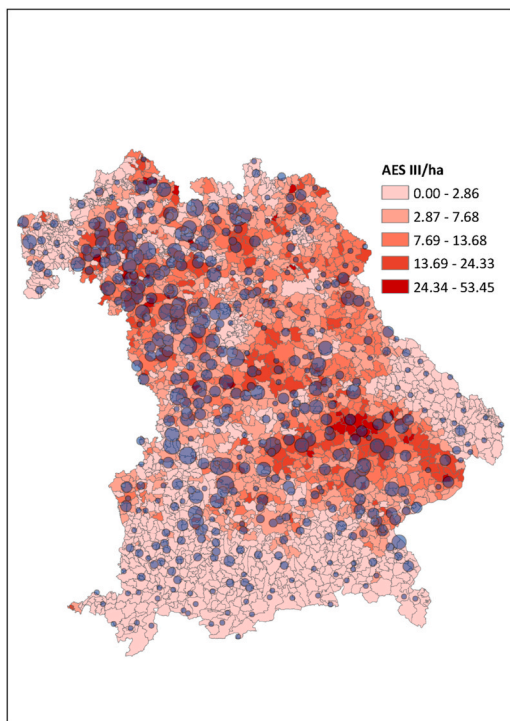 AES III/ha
0.00 - 2.86
2.87 - 7.68
7.69 - 13.68
13.69 - 24.33
24.34 - 53.45